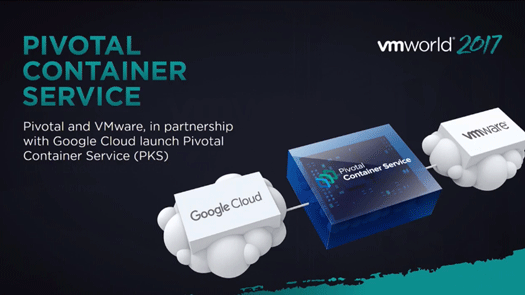 PIVOTAL
CONTAINER
SERVICE
vmworld® 2017
Pivotal and VMware, in partnership
with Google Cloud launch Pivotal
Container Service (PKS)
vmware®
Pivotal
Container Service
Google Cloud